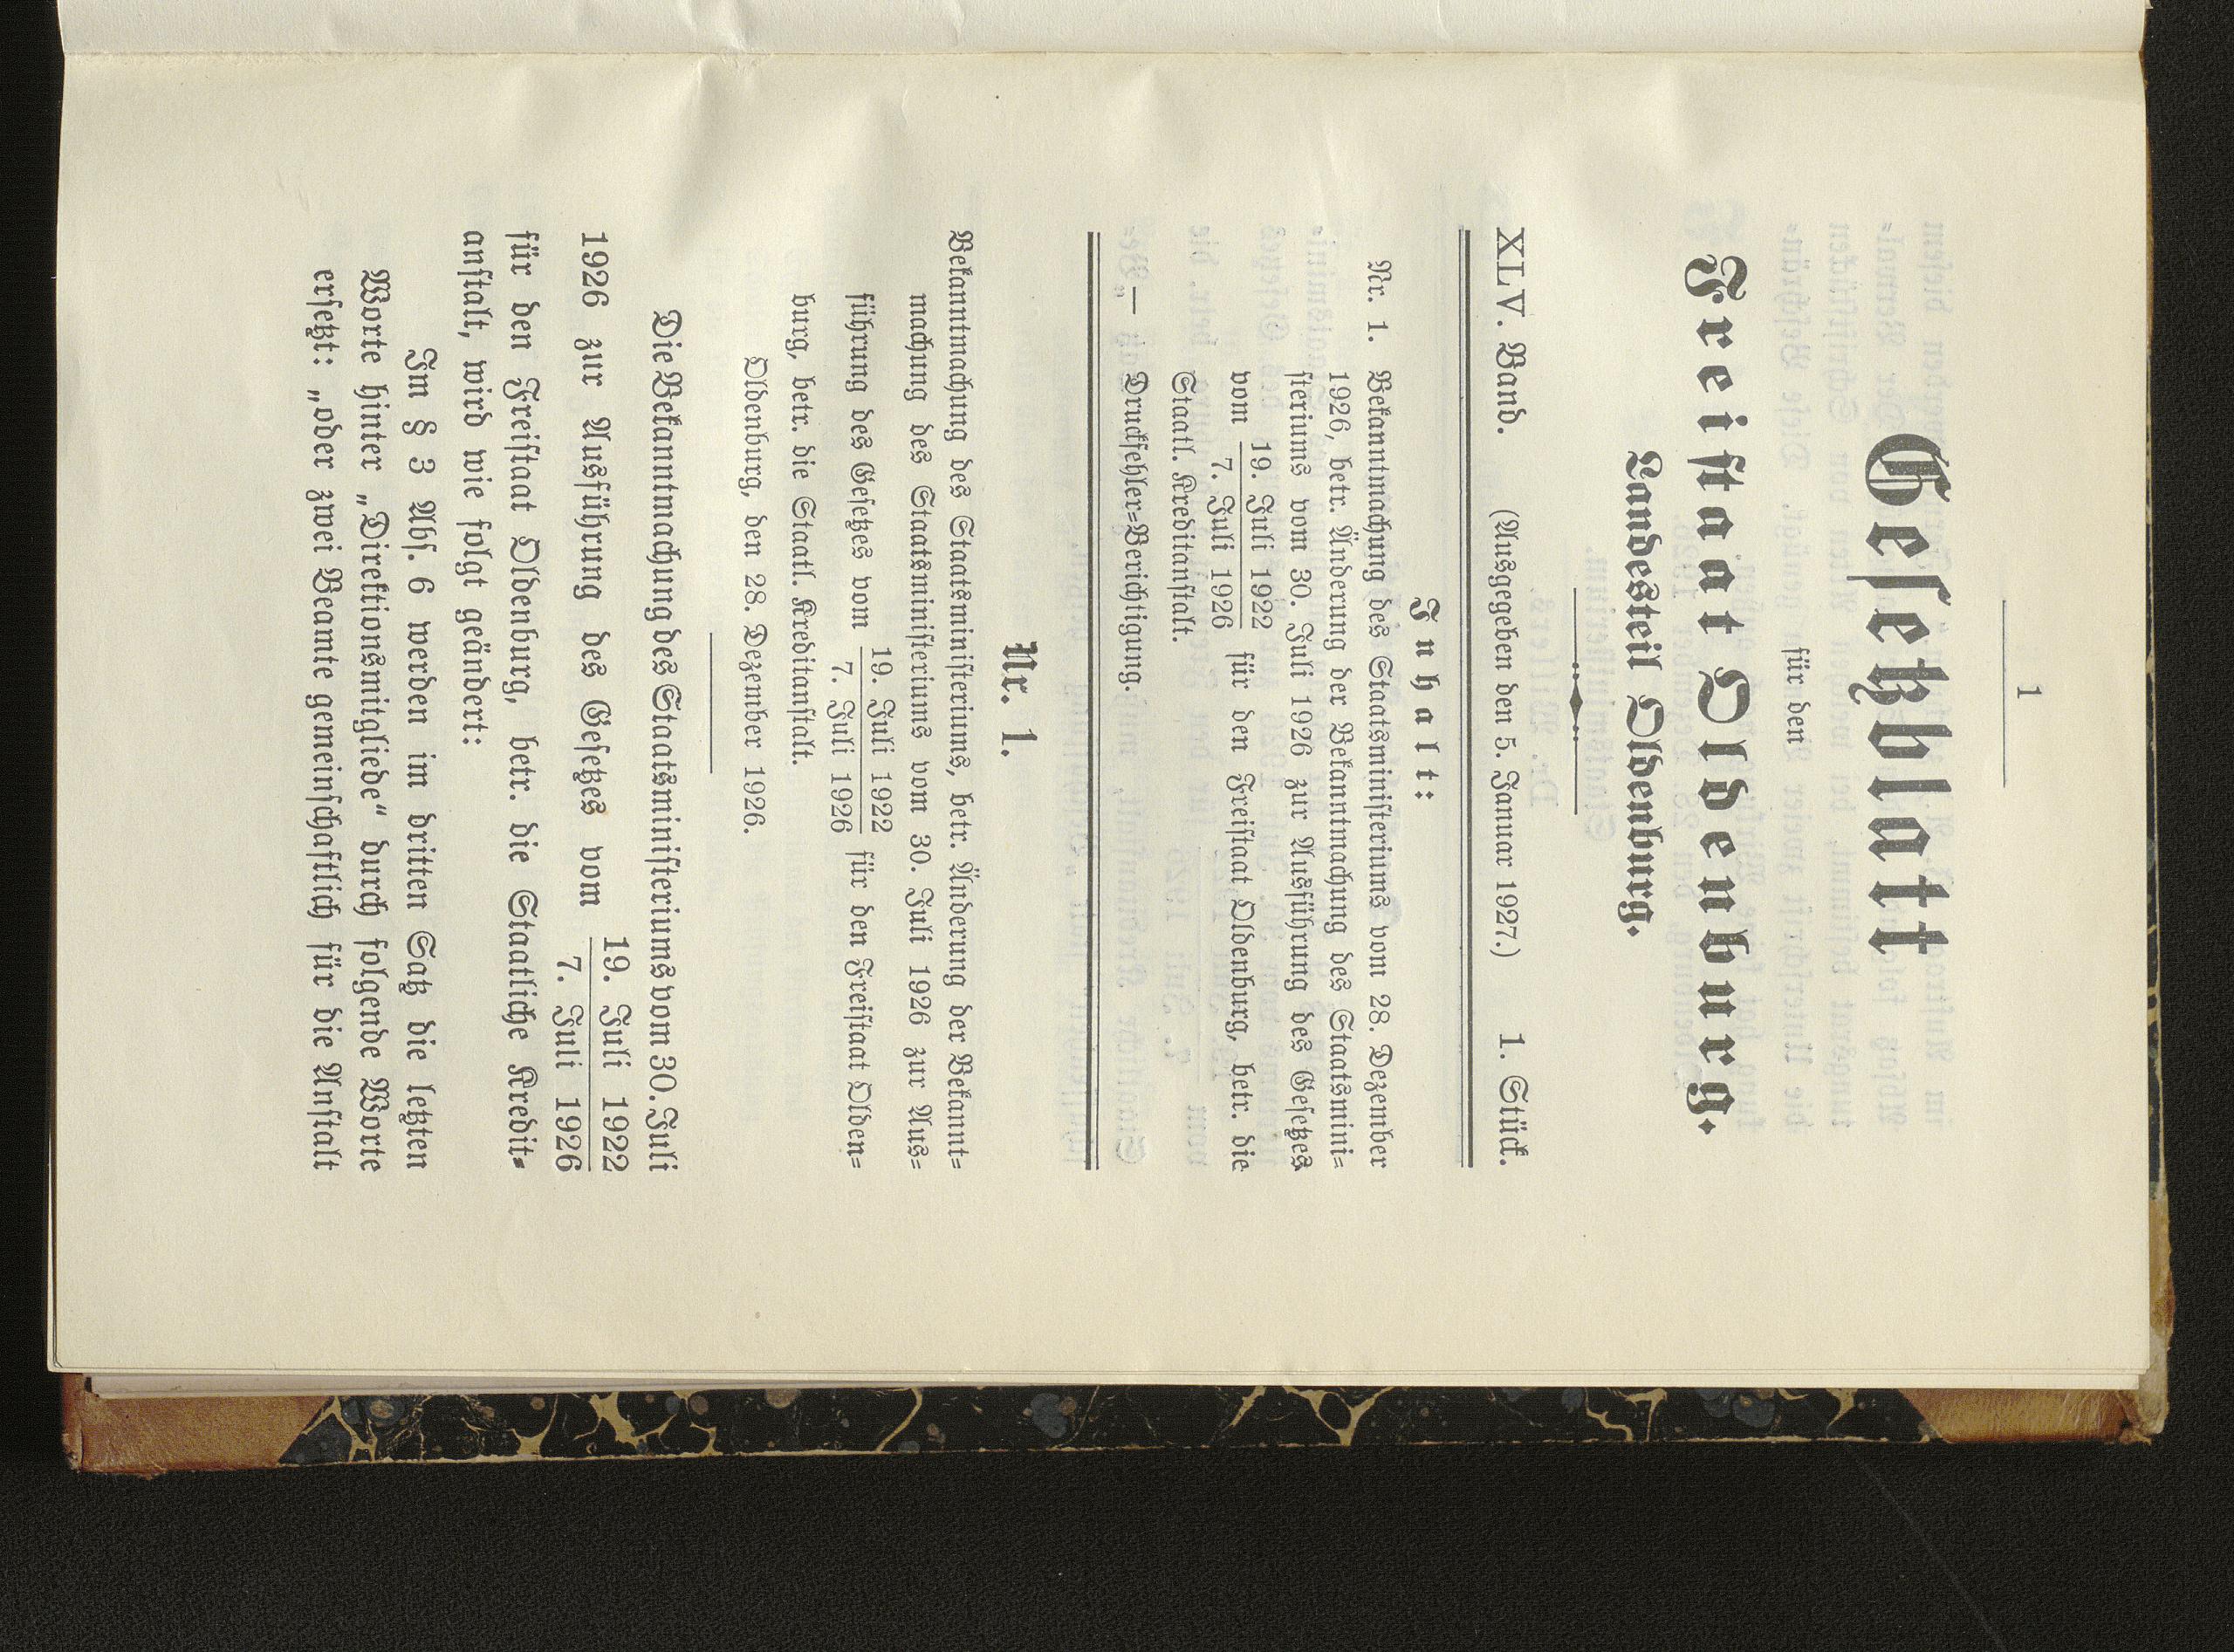 1
Gesetzblatt
für den
Freistaat Oldenburg.
Landesteil Oldenburg.
XLV. Band. (Ausgegeben den 5. Januar 1927.) 1. Stück.
Inhalt:
Nr. 1. Bekanntmachung des Staatsministeriums vom 28. Dezember
1926, betr. Änderung der Bekanntmachung des Staatsmini-
steriums vom 30. Juli 1926 zur Ausführung des Gesetzes
vom 19. Juli 1922 / 7. Juli 1926 für den Freistaat Oldenburg, betr. die
Staatl. Kreditanstalt.
— Druckfehler-Berichtigung.
Nr. 1.
Bekanntmachung des Staatsministeriums, betr. Änderung der Bekannt-
machung des Staatsministeriums vom 30. Juli 1926 zur Aus-
führung des Gesetzes vom 19. Juli 1922 / 7. Juli 1926 für den Freistaat Olden-
burg, betr. die Staatl. Kreditanstalt.
Oldenburg, den 28. Dezember 1926.
Die Bekanntmachung des Staatsministeriums vom 30. Juli
1926 zur Ausführung des Gesetzes vom 19. Juli 1922 / 7. Juli 1926
für den Freistaat Oldenburg, betr. die Staatliche Kredit-
anstalt, wird wie folgt geändert:
Im § 3 Abs. 6 werden im dritten Satz die letzten
Worte hinter „Direktionsmitgliede“ durch folgende Worte
ersetzt: „oder zwei Beamte gemeinschaftlich für die Anstalt